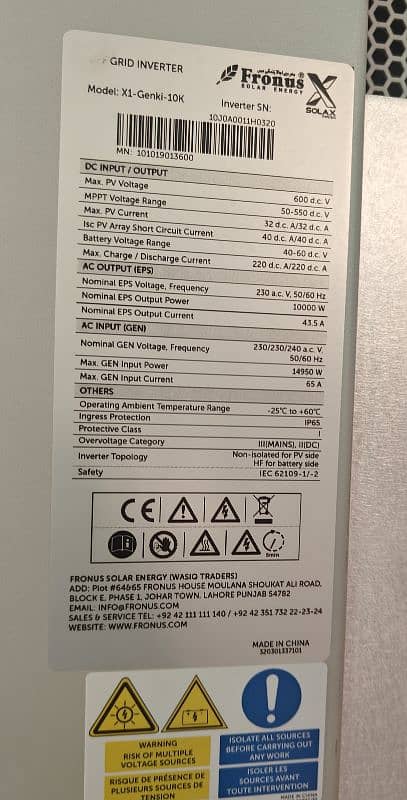 GRID INVERTER
Fronus®
SOLAR ENERGY
X
SOLAX
Model: X1-Genki-10K
Inverter SN:
10J0A0011H0320
MN: 101019013600
DC INPUT / OUTPUT
Max. PV Voltage 600 d.c. V
MPPT Voltage Range 50-550 d.c. V
Max. PV Current 32 d.c. A/32 d.c. A
Isc PV Array Short Circuit Current 40 d.c. A/40 d.c. A
Battery Voltage Range 40-60 d.c. V
Max. Charge / Discharge Current 220 d.c. A/220 d.c. A
AC OUTPUT (EPS)
Nominal EPS Voltage, Frequency 230 a.c. V, 50/60 Hz
Nominal EPS Output Power 10000 W
Nominal EPS Output Current 43.5 A
AC INPUT (GEN)
Nominal GEN Voltage, Frequency 230/230/240 a.c. V,
50/60 Hz
Max. GEN Input Power 14950 W
Max. GEN Input Current 65 A
OTHERS
Operating Ambient Temperature Range -25℃ to +60℃
Ingress Protection IP65
Protective Class I
Overvoltage Category III(MAINS), II(DC)
Inverter Topology Non-isolated for PV side
HF for battery side
Safety IEC 62109-1/-2
CE
5min
FRONUS SOLAR ENERGY (WASIQ TRADERS)
ADD: Plot #64&65 FRONUS HOUSE MOULANA SHOUKAT ALI ROAD,
BLOCK E, PHASE 1, JOHAR TOWN, LAHORE PUNJAB 54782
EMAIL: INFO@FRONUS.COM
SALES & SERVICE TEL: +92 42 111 111 140 / +92 42 351 732 22-23-24
WEBSITE: WWW.FRONUS.COM
MADE IN CHINA
320301337101
WARNING
RISK OF MULTIPLE
VOLTAGE SOURCES
RISQUE DE PRÉSENCE DE
PLUSIEURS SOURCES DE
TENSION
ISOLATE ALL SOURCES
BEFORE CARRYING OUT
ANY WORK
ISOLER LES
SOURCES AVANT
TOUTE INTERVENTION
MADE IN CHINA